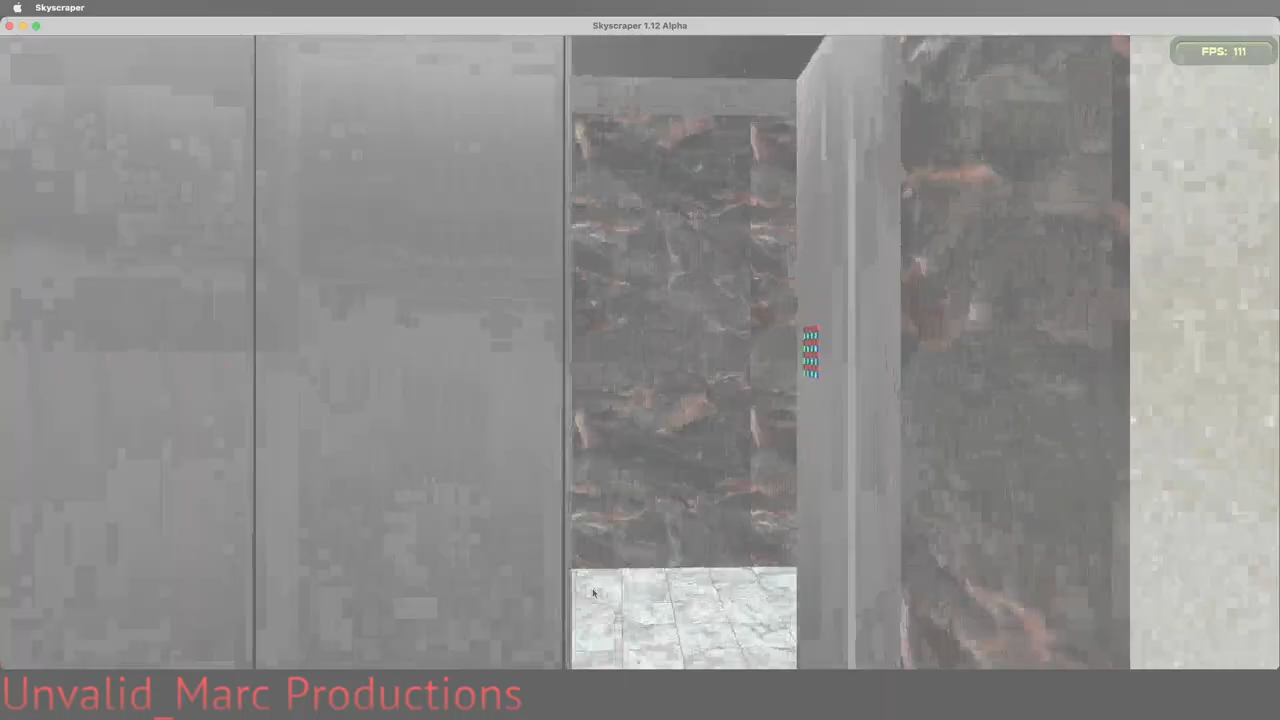 Skyscraper
Skyscraper 1.12 Alpha
FPS: 111
Unvalid_Marc Productions